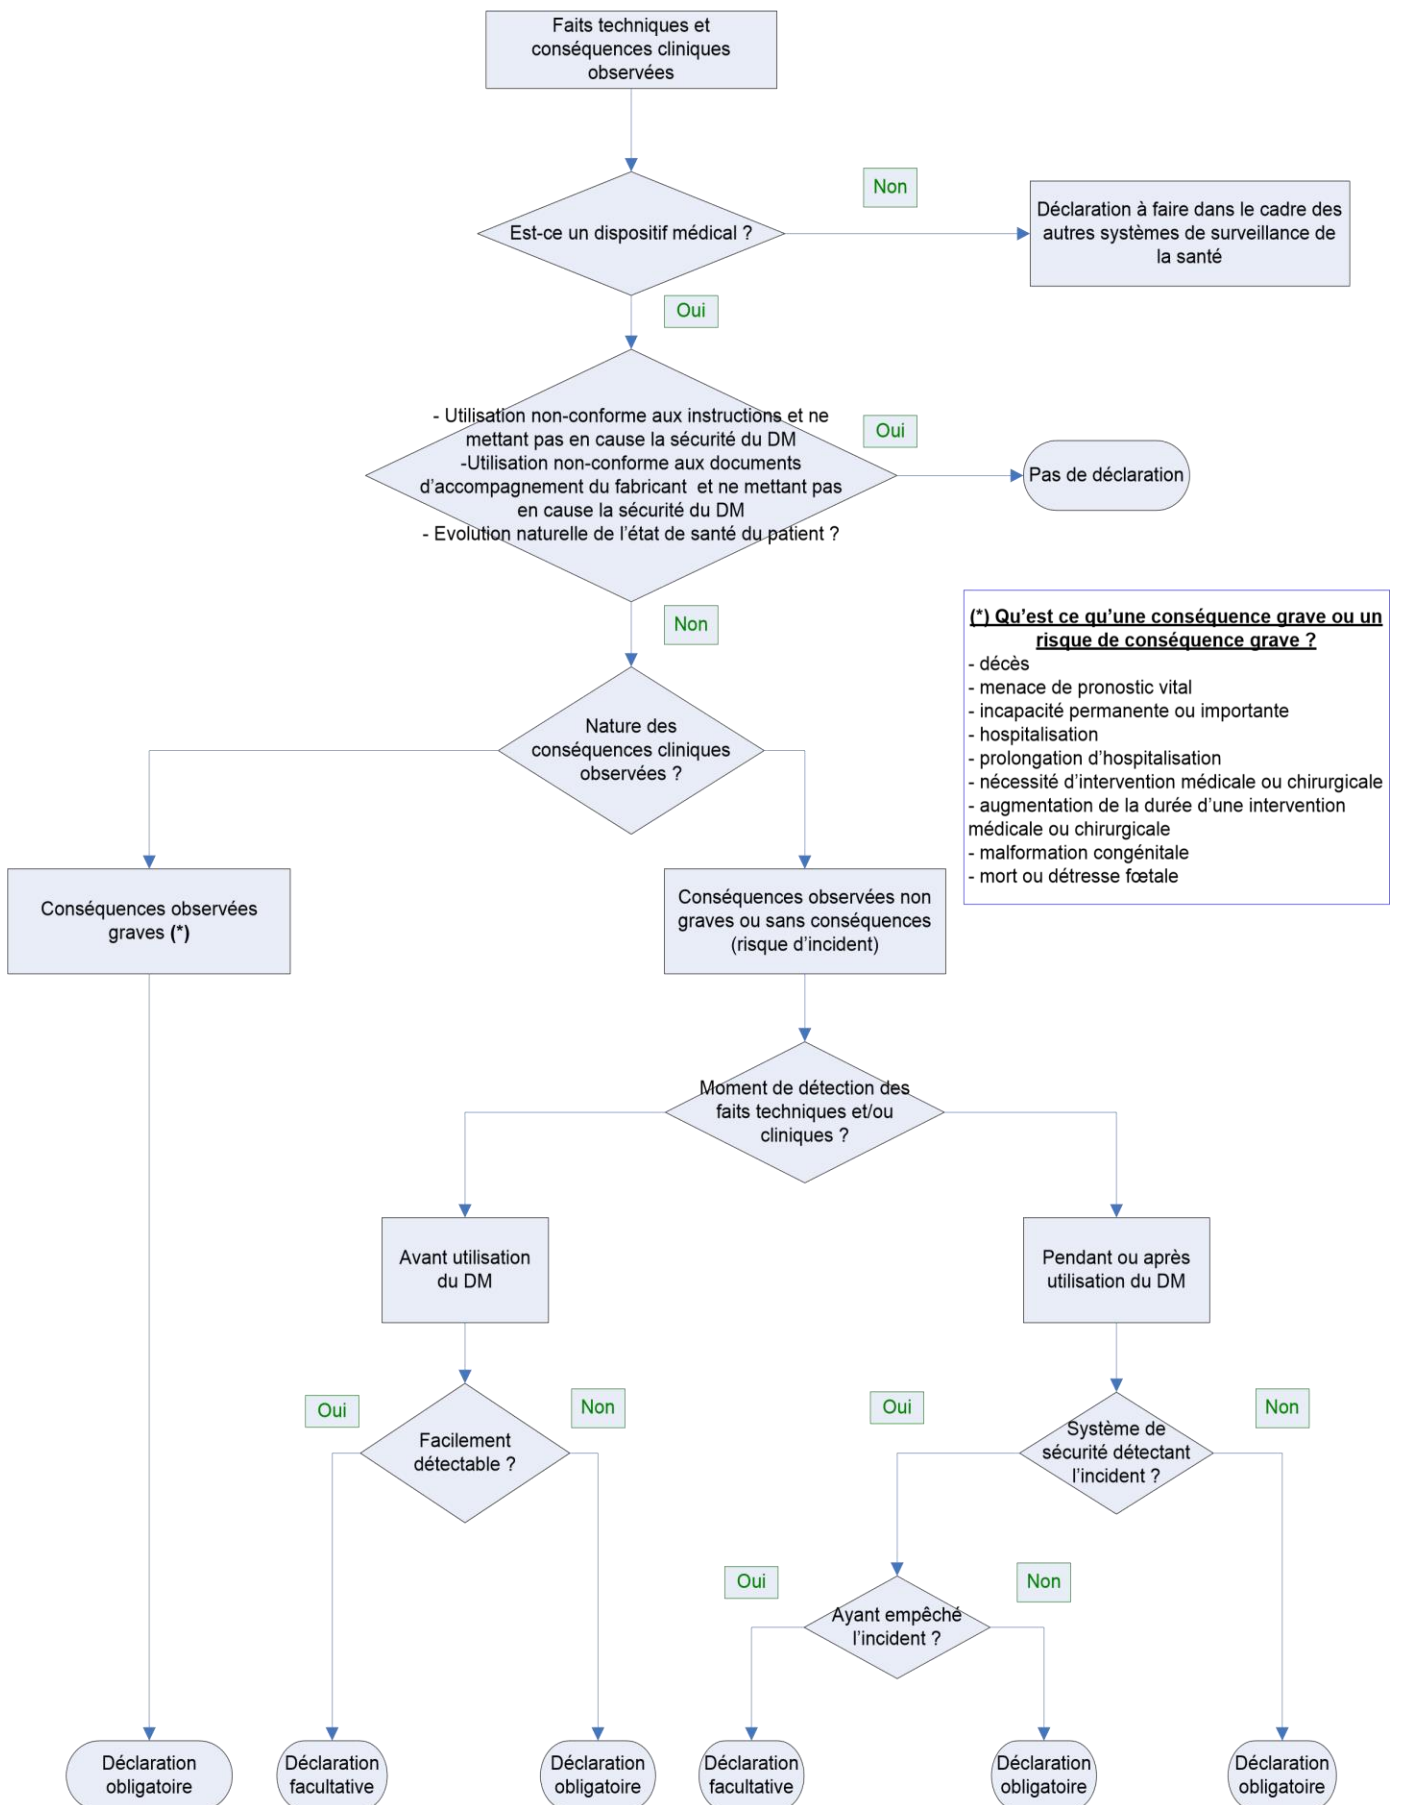 Faits techniques et
conséquences cliniques
observées
Non
Est-ce un dispositif médical ?
Déclaration à faire dans le cadre des
autres systèmes de surveillance de
la santé
Oui
- Utilisation non-conforme aux instructions et ne
mettant pas en cause la sécurité du DM
-Utilisation non-conforme aux documents
d’accompagnement du fabricant et ne mettant pas
en cause la sécurité du DM
- Evolution naturelle de l’état de santé du patient ?
Oui
Pas de déclaration
Non
(*) Qu’est ce qu’une conséquence grave ou un
risque de conséquence grave ?
- décès
- menace de pronostic vital
- incapacité permanente ou importante
- hospitalisation
- prolongation d’hospitalisation
- nécessité d’intervention médicale ou chirurgicale
- augmentation de la durée d’une intervention
médicale ou chirurgicale
- malformation congénitale
- mort ou détresse fœtale
Nature des
conséquences cliniques
observées ?
Conséquences observées
graves (*)
Conséquences observées non
graves ou sans conséquences
(risque d’incident)
Moment de détection des
faits techniques et/ou
cliniques ?
Avant utilisation
du DM
Pendant ou après
utilisation du DM
Oui
Non
Facilement
détectable ?
Oui
Non
Système de
sécurité détectant
l’incident ?
Oui
Non
Ayant empêché
l’incident ?
Déclaration
obligatoire
Déclaration
facultative
Déclaration
obligatoire
Déclaration
facultative
Déclaration
obligatoire
Déclaration
obligatoire